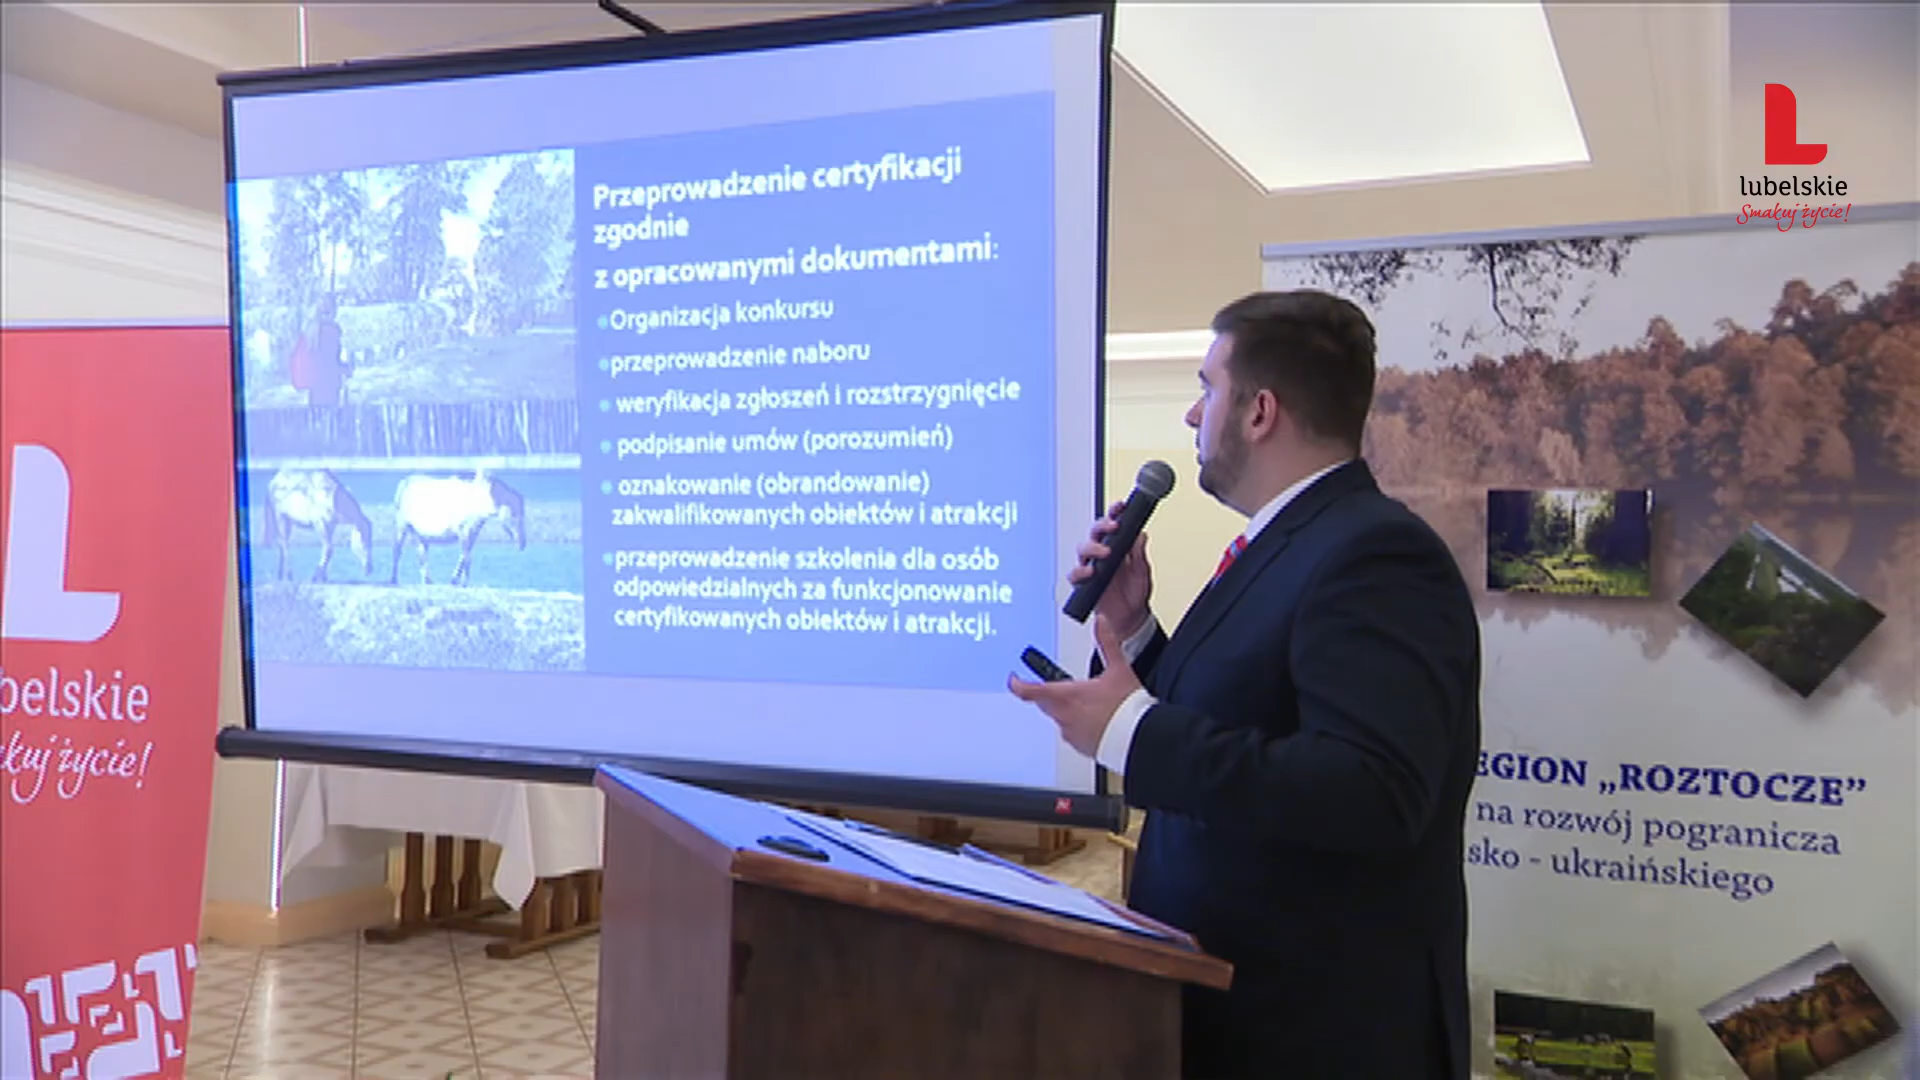 Przeprowadzenie certyfikacji
zgodnie
z opracowanymi dokumentami:
•Organizacja konkursu
•przeprowadzenie naboru
• weryfikacja zgłoszeń i rozstrzygnięcie
• podpisanie umów (porozumień)
• oznakowanie (obrandowanie)
zakwalifikowanych obiektów i atrakcji
•przeprowadzenie szkolenia dla osób
odpowiedzialnych za funkcjonowanie
certyfikowanych obiektów i atrakcji.
lubelskie
Smakuj życie!
belskie
kuj życie!
EGION „ROZTOCZE”
na rozwój pogranicza
sko - ukraińskiego